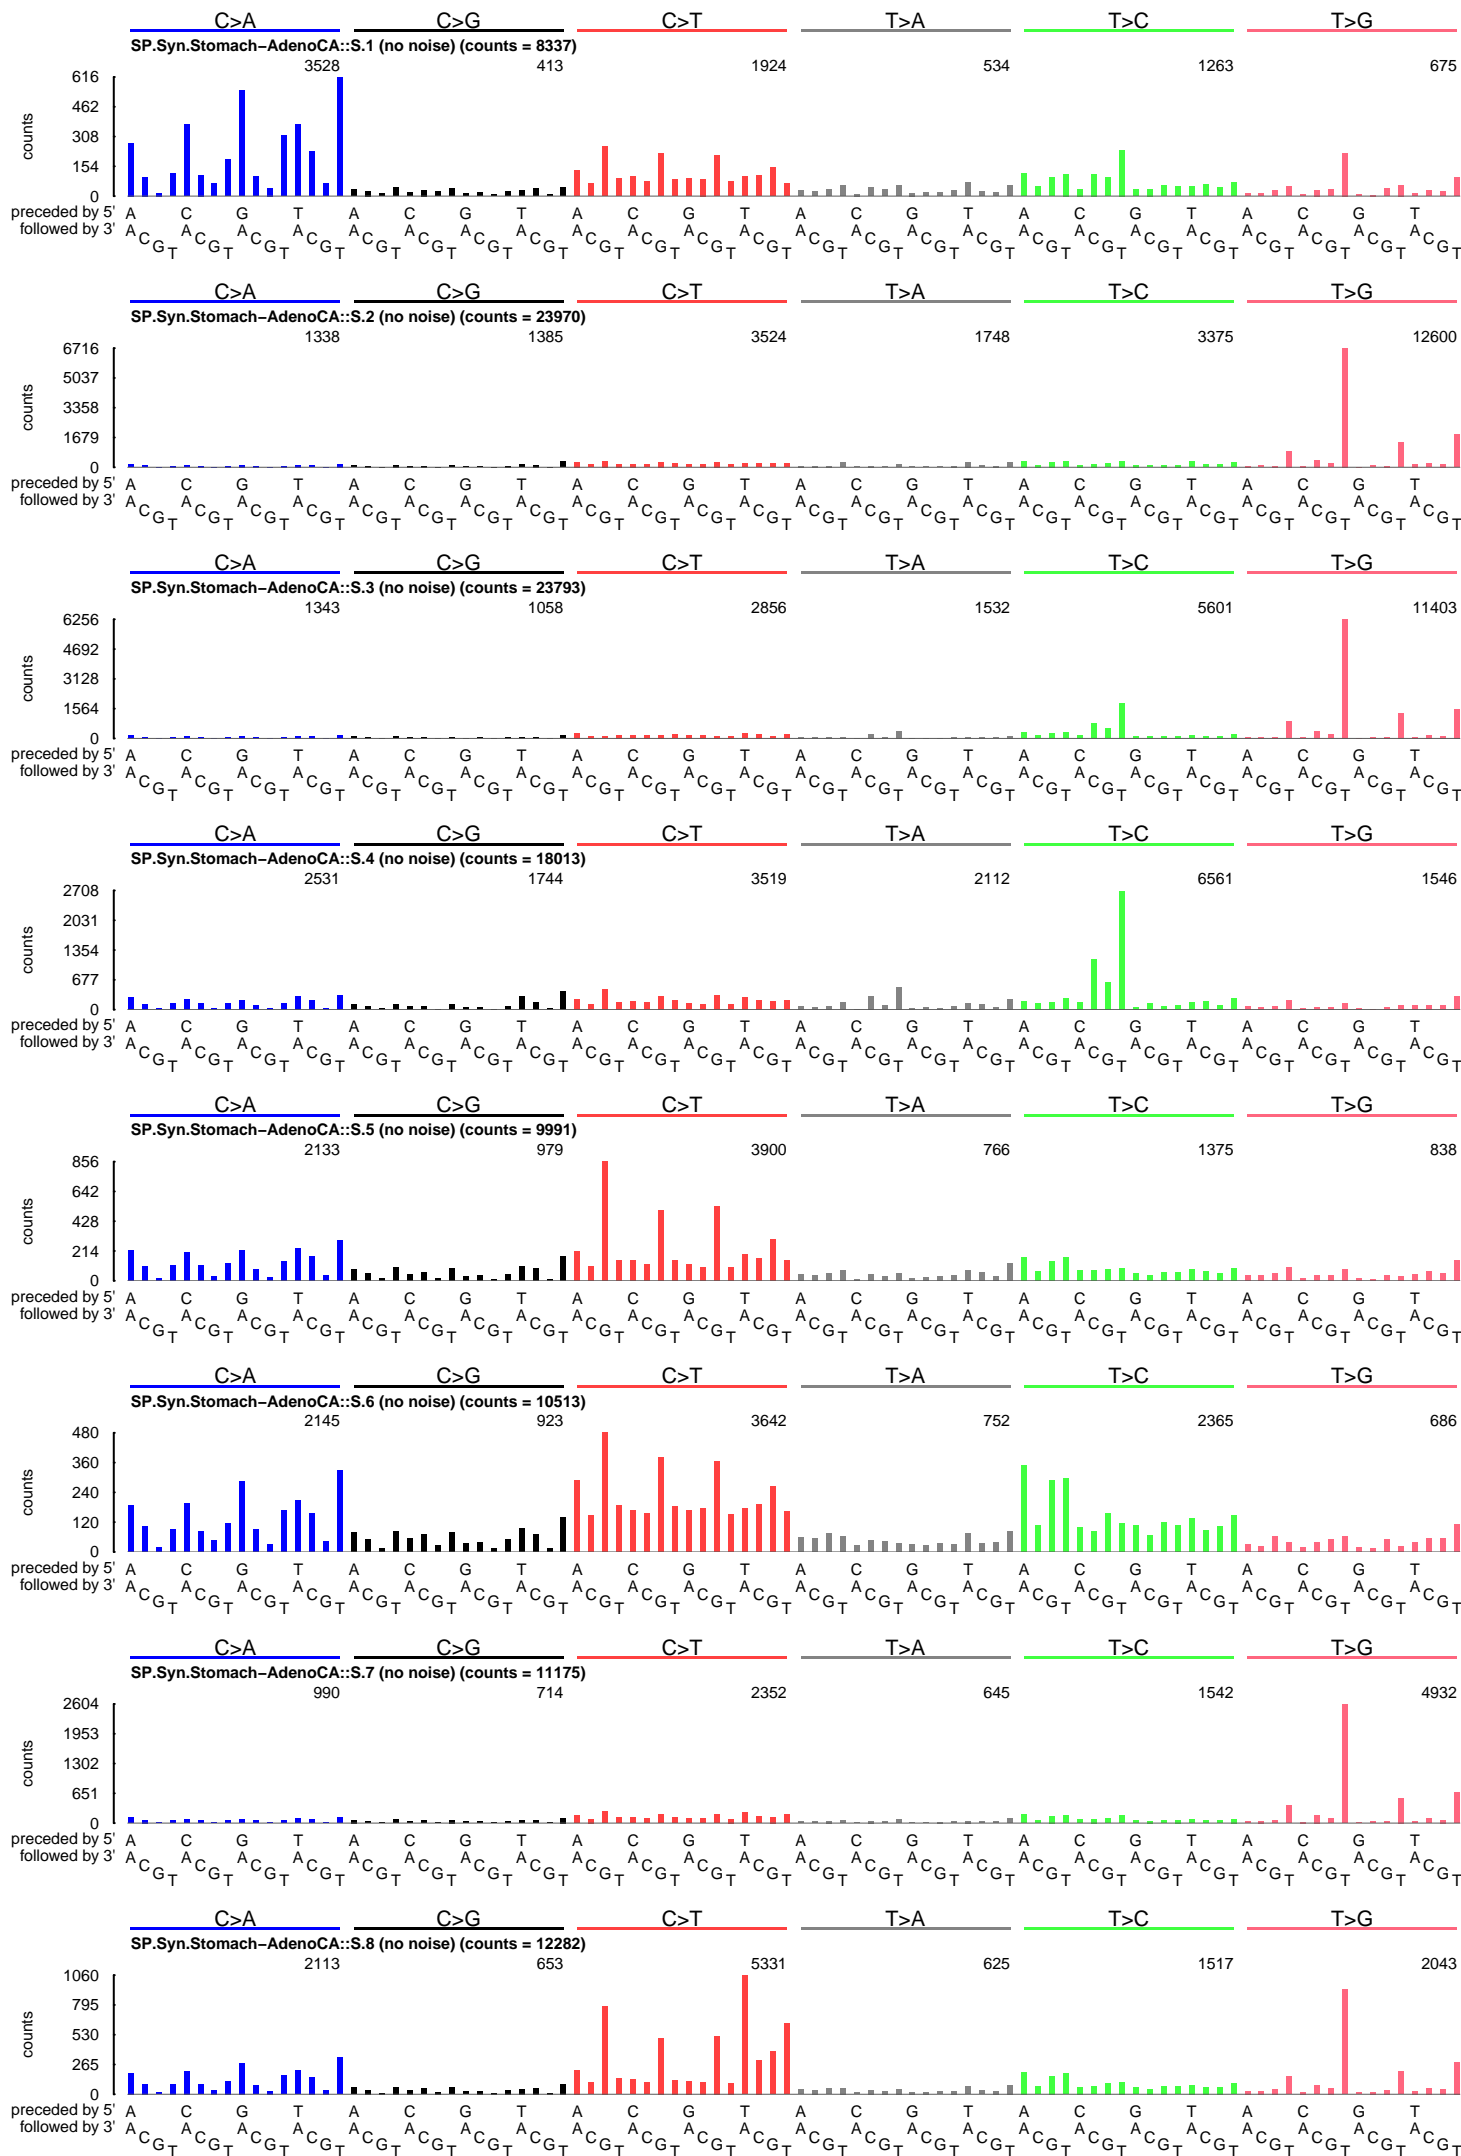 C>A C>G C>T T>A T>C T>G
SP.Syn.Stomach−AdenoCA::S.1 (no noise) (counts = 8337)
3528 413 1924 534 1263 675
616
462
308
154
0
counts
preceded by 5' A C G T A C G T A C G T A C G T A C G T A C G T
followed by 3' A C G T A C G T A C G T A C G T A C G T A C G T A C G T A C G T A C G T A C G T A C G T A C G T A C G T A C G T A C G T A C G T A C G T A C G T A C G T A C G T A C G T A C G T A C G T A C G T
C>A C>G C>T T>A T>C T>G
SP.Syn.Stomach−AdenoCA::S.2 (no noise) (counts = 23970)
1338 1385 3524 1748 3375 12600
6716
5037
3358
1679
0
counts
preceded by 5' A C G T A C G T A C G T A C G T A C G T A C G T
followed by 3' A C G T A C G T A C G T A C G T A C G T A C G T A C G T A C G T A C G T A C G T A C G T A C G T A C G T A C G T A C G T A C G T A C G T A C G T A C G T A C G T A C G T A C G T A C G T A C G T
C>A C>G C>T T>A T>C T>G
SP.Syn.Stomach−AdenoCA::S.3 (no noise) (counts = 23793)
1343 1058 2856 1532 5601 11403
6256
4692
3128
1564
0
counts
preceded by 5' A C G T A C G T A C G T A C G T A C G T A C G T
followed by 3' A C G T A C G T A C G T A C G T A C G T A C G T A C G T A C G T A C G T A C G T A C G T A C G T A C G T A C G T A C G T A C G T A C G T A C G T A C G T A C G T A C G T A C G T A C G T A C G T
C>A C>G C>T T>A T>C T>G
SP.Syn.Stomach−AdenoCA::S.4 (no noise) (counts = 18013)
2531 1744 3519 2112 6561 1546
2708
2031
1354
677
0
counts
preceded by 5' A C G T A C G T A C G T A C G T A C G T A C G T
followed by 3' A C G T A C G T A C G T A C G T A C G T A C G T A C G T A C G T A C G T A C G T A C G T A C G T A C G T A C G T A C G T A C G T A C G T A C G T A C G T A C G T A C G T A C G T A C G T A C G T
C>A C>G C>T T>A T>C T>G
SP.Syn.Stomach−AdenoCA::S.5 (no noise) (counts = 9991)
2133 979 3900 766 1375 838
856
642
428
214
0
counts
preceded by 5' A C G T A C G T A C G T A C G T A C G T A C G T
followed by 3' A C G T A C G T A C G T A C G T A C G T A C G T A C G T A C G T A C G T A C G T A C G T A C G T A C G T A C G T A C G T A C G T A C G T A C G T A C G T A C G T A C G T A C G T A C G T A C G T
C>A C>G C>T T>A T>C T>G
SP.Syn.Stomach−AdenoCA::S.6 (no noise) (counts = 10513)
2145 923 3642 752 2365 686
480
360
240
120
0
counts
preceded by 5' A C G T A C G T A C G T A C G T A C G T A C G T
followed by 3' A C G T A C G T A C G T A C G T A C G T A C G T A C G T A C G T A C G T A C G T A C G T A C G T A C G T A C G T A C G T A C G T A C G T A C G T A C G T A C G T A C G T A C G T A C G T A C G T
C>A C>G C>T T>A T>C T>G
SP.Syn.Stomach−AdenoCA::S.7 (no noise) (counts = 11175)
990 714 2352 645 1542 4932
2604
1953
1302
651
0
counts
preceded by 5' A C G T A C G T A C G T A C G T A C G T A C G T
followed by 3' A C G T A C G T A C G T A C G T A C G T A C G T A C G T A C G T A C G T A C G T A C G T A C G T A C G T A C G T A C G T A C G T A C G T A C G T A C G T A C G T A C G T A C G T A C G T A C G T
C>A C>G C>T T>A T>C T>G
SP.Syn.Stomach−AdenoCA::S.8 (no noise) (counts = 12282)
2113 653 5331 625 1517 2043
1060
795
530
265
0
counts
preceded by 5' A C G T A C G T A C G T A C G T A C G T A C G T
followed by 3' A C G T A C G T A C G T A C G T A C G T A C G T A C G T A C G T A C G T A C G T A C G T A C G T A C G T A C G T A C G T A C G T A C G T A C G T A C G T A C G T A C G T A C G T A C G T A C G T